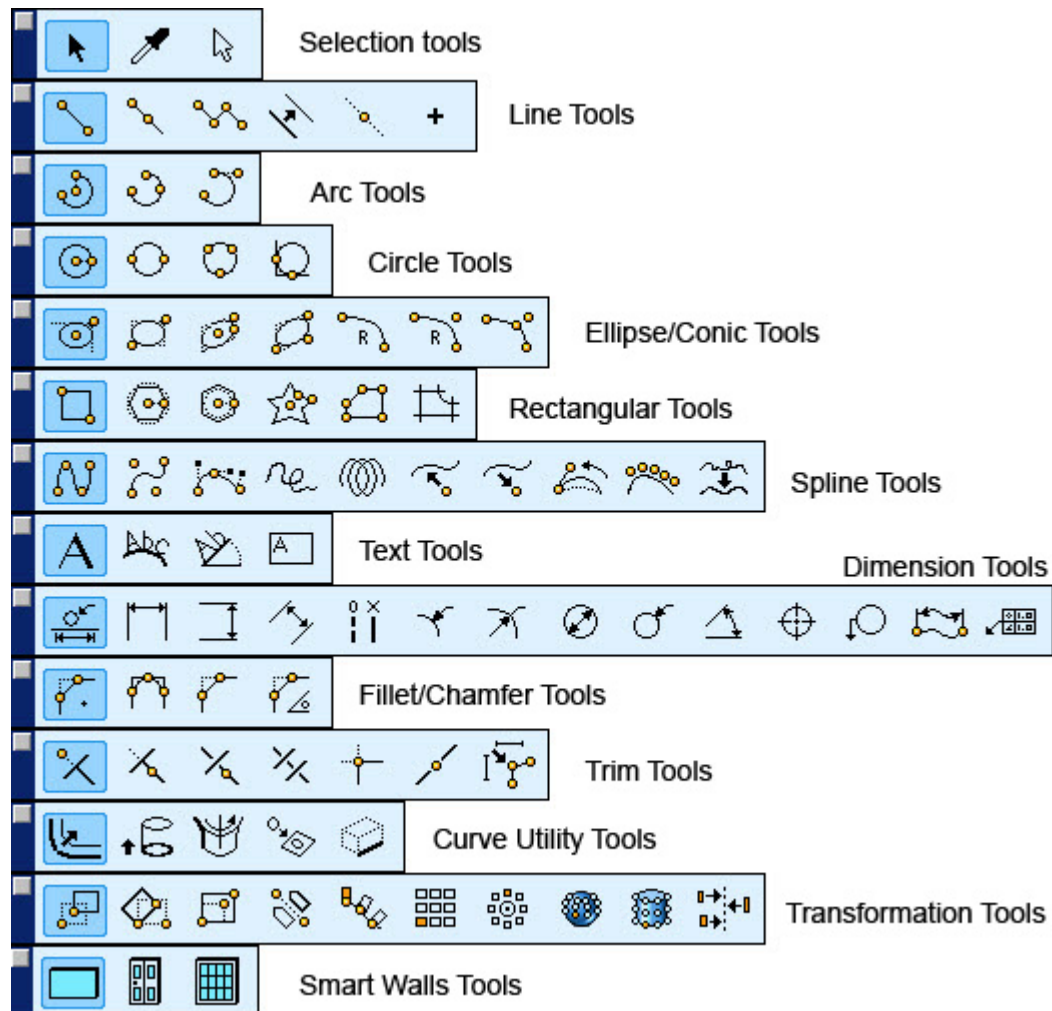 Selection tools
Line Tools
Arc Tools
Circle Tools
R
R
Ellipse/Conic Tools
Rectangular Tools
Spline Tools
A
Abc
A
Text Tools
Dimension Tools
Fillet/Chamfer Tools
Trim Tools
Curve Utility Tools
Transformation Tools
Smart Walls Tools